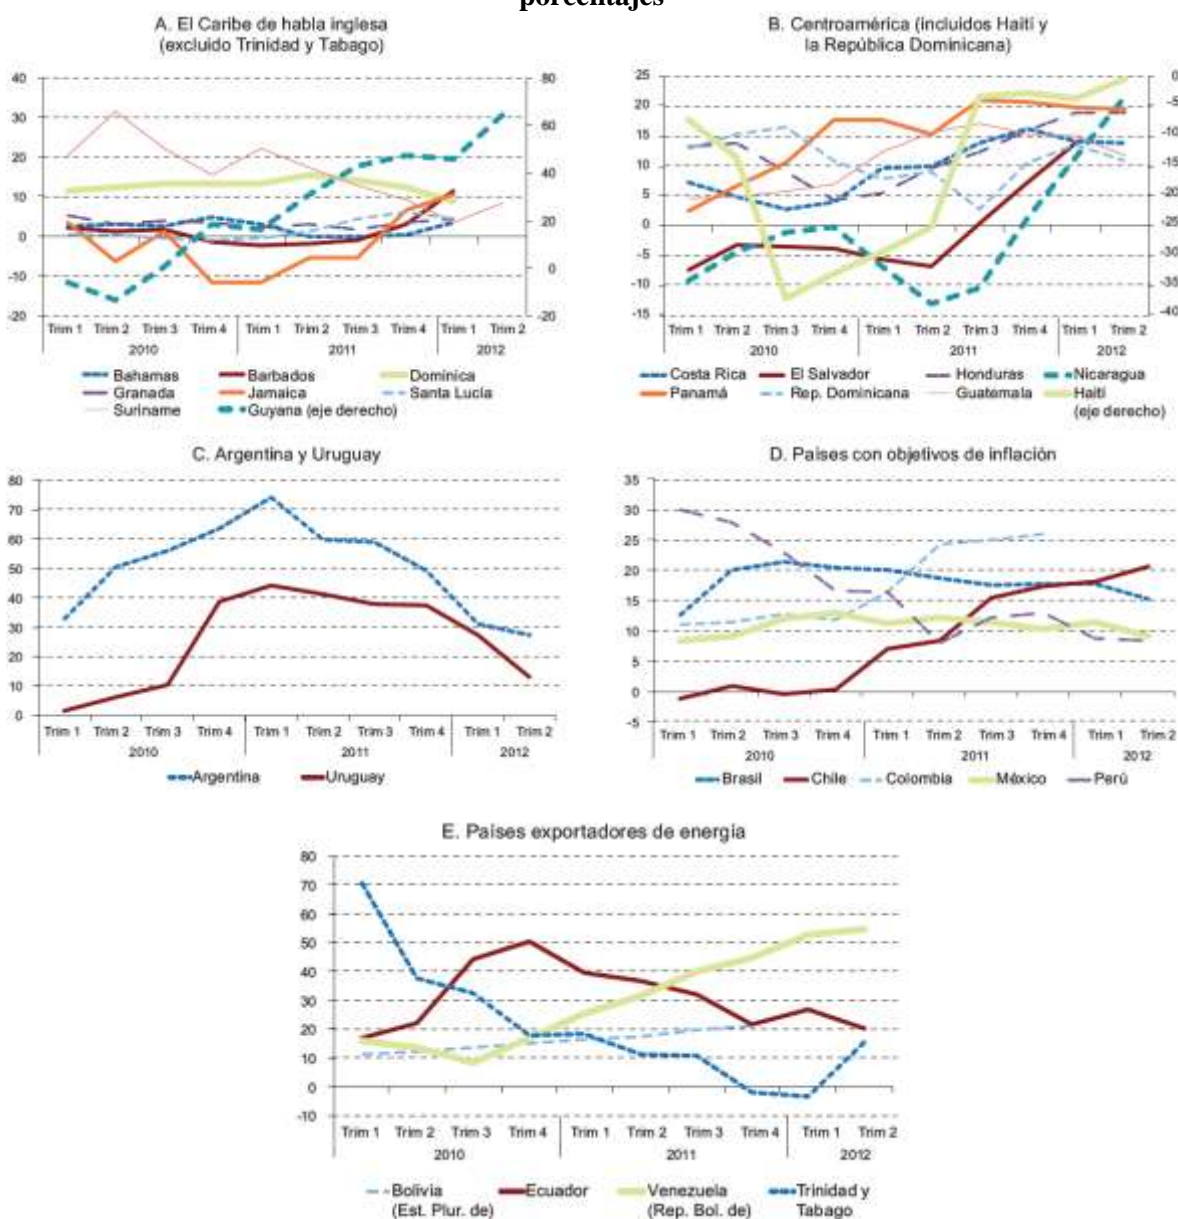 porcentajes
A. El Caribe de habla inglesa
(excluido Trinidad y Tabago)
40
30
20
10
0
-10
-20
80
60
40
20
0
-20
Trim 1 Trim 2 Trim 3 Trim 4 Trim 1 Trim 2 Trim 3 Trim 4 Trim 1 Trim 2
2010 2011 2012
Bahamas Barbados Dominica
Granada Jamaica Santa Lucía
Suriname Guyana (eje derecho)
B. Centroamérica (incluidos Haití y
la República Dominicana)
25
20
15
10
5
0
-5
-10
-15
0
-5
-10
-15
-20
-25
-30
-35
-40
Trim 1 Trim 2 Trim 3 Trim 4 Trim 1 Trim 2 Trim 3 Trim 4 Trim 1 Trim 2
2010 2011 2012
Costa Rica El Salvador Honduras Nicaragua
Panamá Rep. Dominicana Guatemala Haití
(eje derecho)
C. Argentina y Uruguay
80
70
60
50
40
30
20
10
0
Trim 1 Trim 2 Trim 3 Trim 4 Trim 1 Trim 2 Trim 3 Trim 4 Trim 1 Trim 2
2010 2011 2012
Argentina Uruguay
D. Países con objetivos de inflación
35
30
25
20
15
10
5
0
-5
Trim 1 Trim 2 Trim 3 Trim 4 Trim 1 Trim 2 Trim 3 Trim 4 Trim 1 Trim 2
2010 2011 2012
Brasil Chile Colombia México Perú
E. Países exportadores de energía
80
70
60
50
40
30
20
10
0
-10
Trim 1 Trim 2 Trim 3 Trim 4 Trim 1 Trim 2 Trim 3 Trim 4 Trim 1 Trim 2
2010 2011 2012
Bolivia Ecuador Venezuela Trinidad y
(Est. Plur. de) (Rep. Bol. de) Tabago